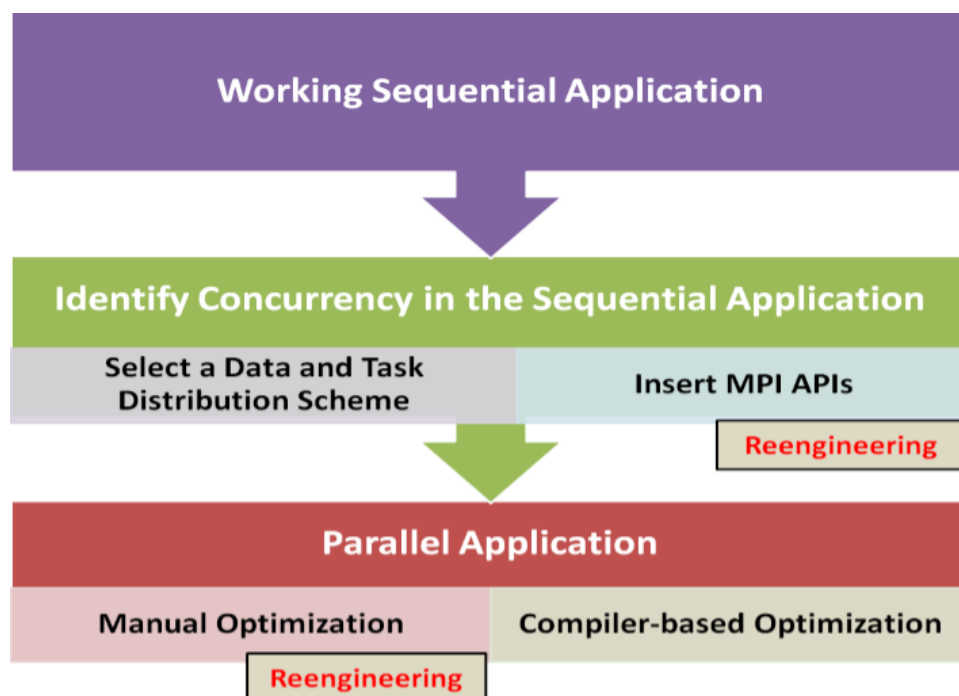 Working Sequential Application
Identify Concurrency in the Sequential Application
Select a Data and Task
Distribution Scheme
Insert MPI APIs
Reengineering
Parallel Application
Manual Optimization
Compiler-based Optimization
Reengineering